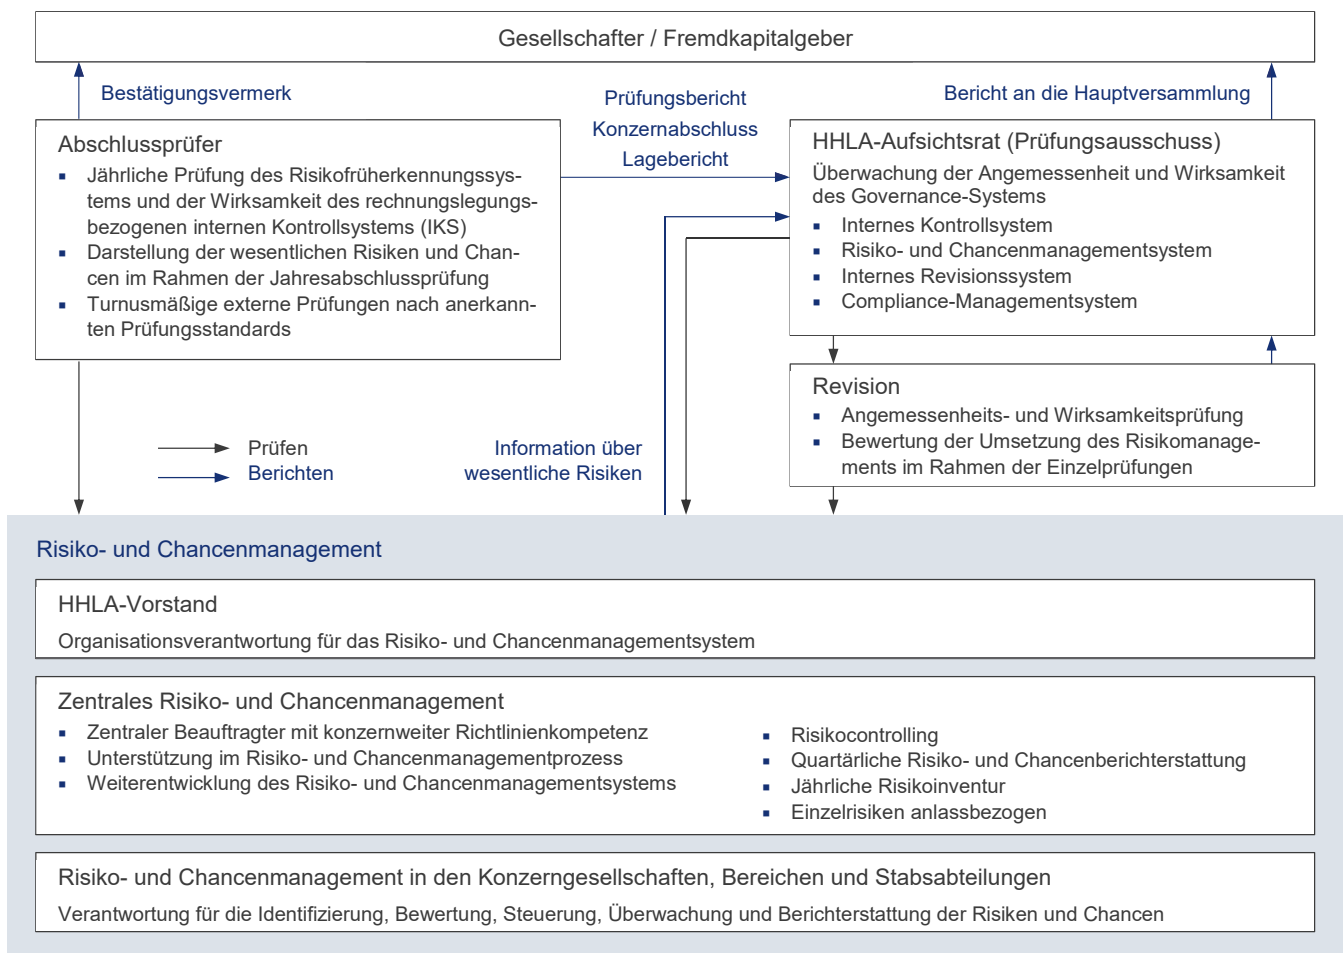 Gesellschafter / Fremdkapitalgeber
Bestätigungsvermerk
Prüfungsbericht
Konzernabschluss
Lagebericht
Bericht an die Hauptversammlung
Abschlussprüfer
▪ Jährliche Prüfung des Risikofrüherkennungssys-
tems und der Wirksamkeit des rechnungslegungs-
bezogenen internen Kontrollsystems (IKS)
▪ Darstellung der wesentlichen Risiken und Chan-
cen im Rahmen der Jahresabschlussprüfung
▪ Turnusmäßige externe Prüfungen nach anerkann-
ten Prüfungsstandards
HHLA-Aufsichtsrat (Prüfungsausschuss)
Überwachung der Angemessenheit und Wirksamkeit
des Governance-Systems
▪ Internes Kontrollsystem
▪ Risiko- und Chancenmanagementsystem
▪ Internes Revisionssystem
▪ Compliance-Managementsystem
Revision
▪ Angemessenheits- und Wirksamkeitsprüfung
▪ Bewertung der Umsetzung des Risikomanage-
ments im Rahmen der Einzelprüfungen
Prüfen
Berichten
Information über
wesentliche Risiken
Risiko- und Chancenmanagement
HHLA-Vorstand
Organisationsverantwortung für das Risiko- und Chancenmanagementsystem
Zentrales Risiko- und Chancenmanagement
▪ Zentraler Beauftragter mit konzernweiter Richtlinienkompetenz
▪ Unterstützung im Risiko- und Chancenmanagementprozess
▪ Weiterentwicklung des Risiko- und Chancenmanagementsystems
▪ Risikocontrolling
▪ Quartärliche Risiko- und Chancenberichterstattung
▪ Jährliche Risikoinventur
▪ Einzelrisiken anlassbezogen
Risiko- und Chancenmanagement in den Konzerngesellschaften, Bereichen und Stabsabteilungen
Verantwortung für die Identifizierung, Bewertung, Steuerung, Überwachung und Berichterstattung der Risiken und Chancen